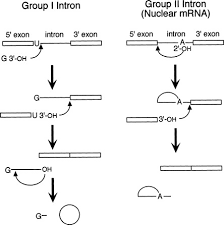 Group I Intron
5' exon U intron 3' exon
G 3'-OH
G
U 3'-OH
G OH
G
Group II Intron
(Nuclear mRNA)
5' exon intron A 3' exon
2'-OH
A
3'-OH
A